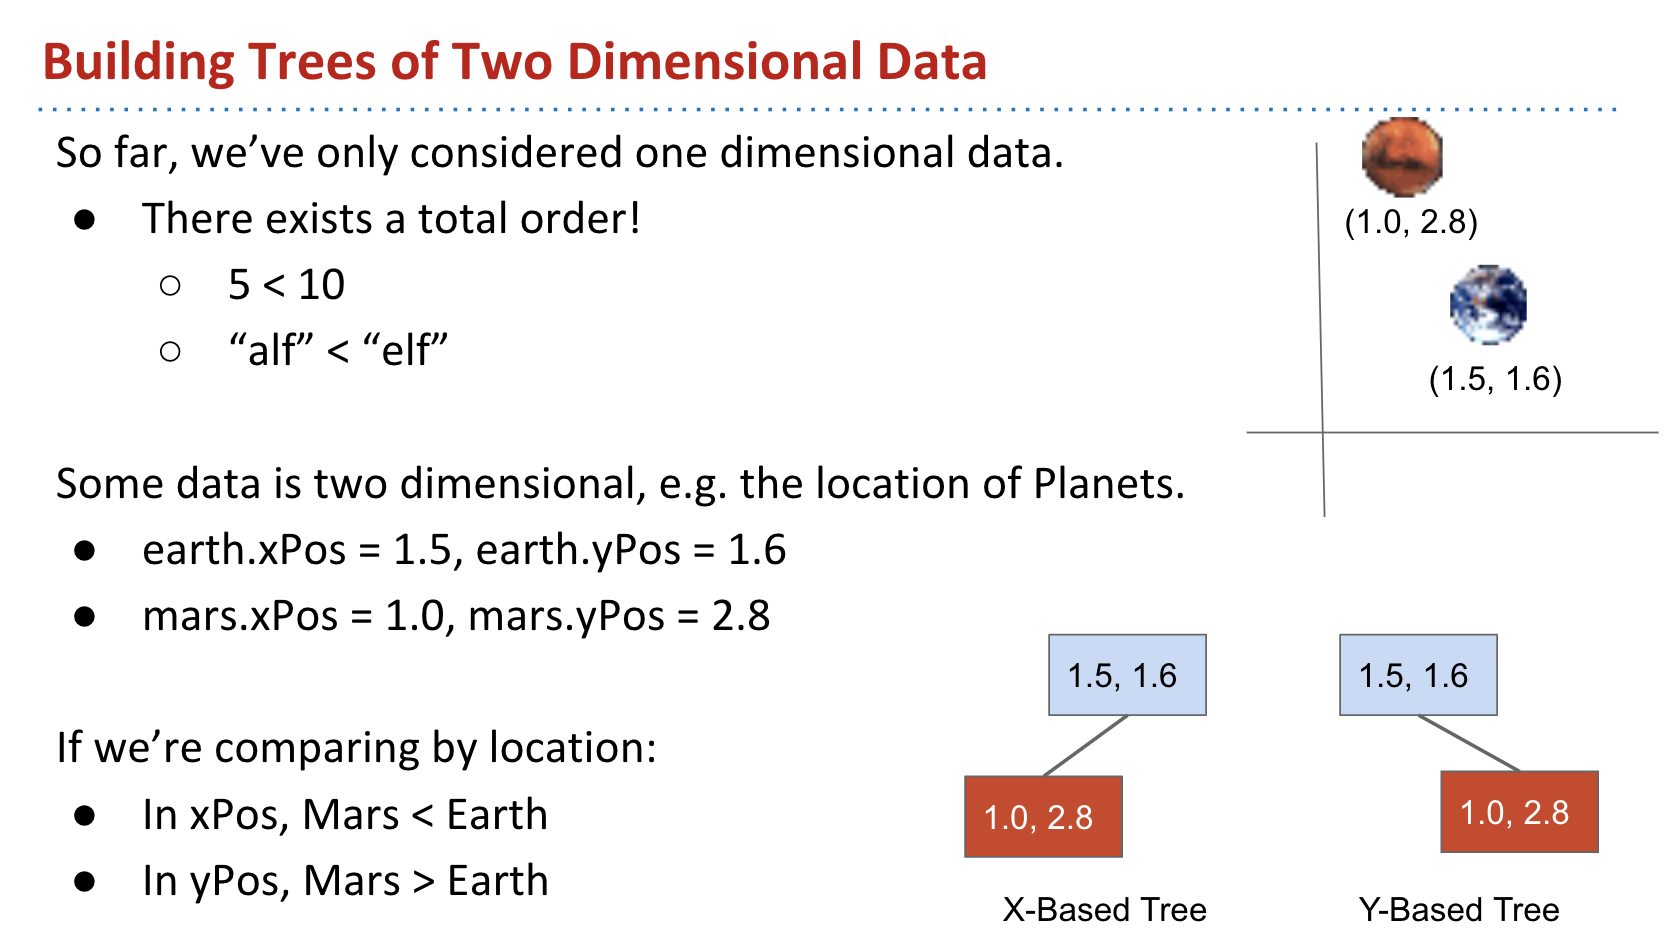 Building Trees of Two Dimensional Data
So far, we’ve only considered one dimensional data.
● There exists a total order!
○ 5 < 10
○ “alf” < “elf”
Some data is two dimensional, e.g. the location of Planets.
● earth.xPos = 1.5, earth.yPos = 1.6
● mars.xPos = 1.0, mars.yPos = 2.8
If we’re comparing by location:
● In xPos, Mars < Earth
● In yPos, Mars > Earth
(1.0, 2.8)
(1.5, 1.6)
1.5, 1.6
1.0, 2.8
X-Based Tree
1.5, 1.6
1.0, 2.8
Y-Based Tree